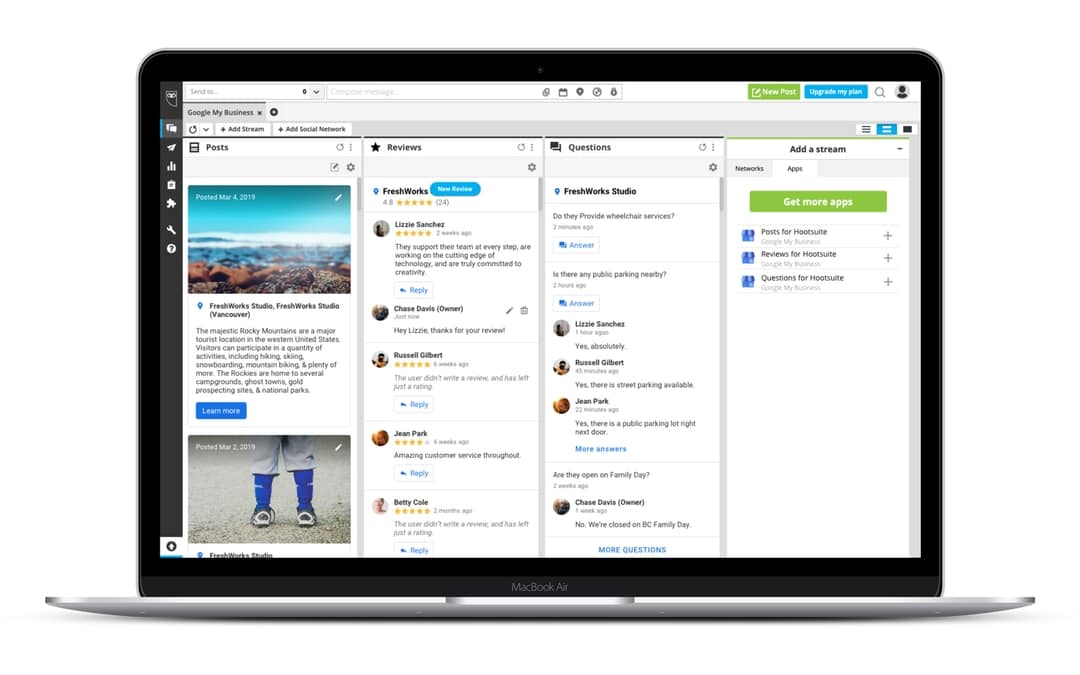 Send to...
0
Compose message...
New Post
Upgrade my plan
Google My Business
+ Add Stream
+ Add Social Network
Posts
Posted Mar 4, 2019
FreshWorks Studio, FreshWorks Studio
(Vancouver)
The majestic Rocky Mountains are a major
tourist location in the western United States.
Visitors can participate in a quantity of
activities, including hiking, skiing,
snowboarding, mountain biking, & plenty of
more. The Rockies are home to several
campgrounds, ghost towns, gold
prospecting sites, & national parks.
Learn more
Posted Mar 2, 2019
FreshWorks Studio
Reviews
FreshWorks
New Review
4.8
(24)
Lizzie Sanchez
2 weeks ago
They support their team at every step, are
working on the cutting edge of
technology, and are truly committed to
creativity.
Reply
Chase Davis (Owner)
Just now
Hey Lizzie, thanks for your review!
Russell Gilbert
6 weeks ago
The user didn't write a review, and has left
just a rating.
Reply
Jean Park
6 weeks ago
Amazing customer service throughout.
Reply
Betty Cole
2 months ago
The user didn't write a review, and has left
just a rating.
Reply
Questions
FreshWorks Studio
Do they Provide wheelchair services?
2 minutes ago
Answer
Is there any public parking nearby?
2 hours ago
Answer
Lizzie Sanchez
1 hour agao
Yes, absolutely.
Russell Gilbert
45 minutes ago
Yes, there is street parking available.
Jean Park
22 minutes ago
Yes, there is a public parking lot right
next door.
More answers
Are they open on Family Day?
2 weeks ago
Chase Davis (Owner)
1 week ago
No. We're closed on BC Family Day.
MORE QUESTIONS
Add a stream
Networks
Apps
Get more apps
Posts for Hootsuite
Google My Business
Reviews for Hootsuite
Google My Business
Questions for Hootsuite
Google My Business
MacBook Air